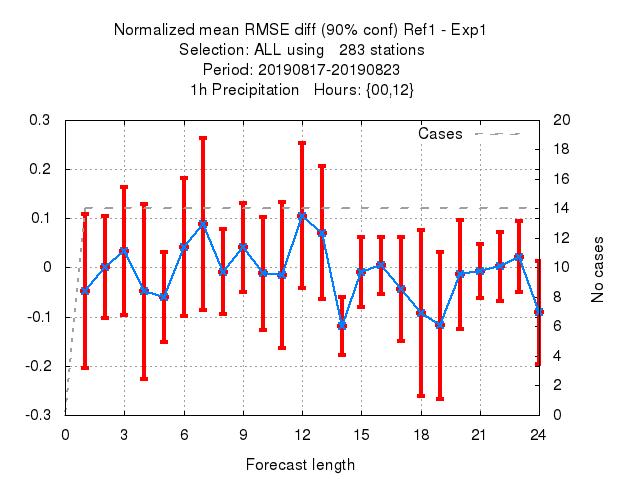 Normalized mean RMSE diff (90% conf) Ref1 - Exp1
Selection: ALL using 283 stations
Period: 20190817-20190823
1h Precipitation Hours: {00,12}
Cases
0.3
0.2
0.1
0
-0.1
-0.2
-0.3
20
18
16
14
12
10
8
6
4
2
0
No cases
0 3 6 9 12 15 18 21 24
Forecast length